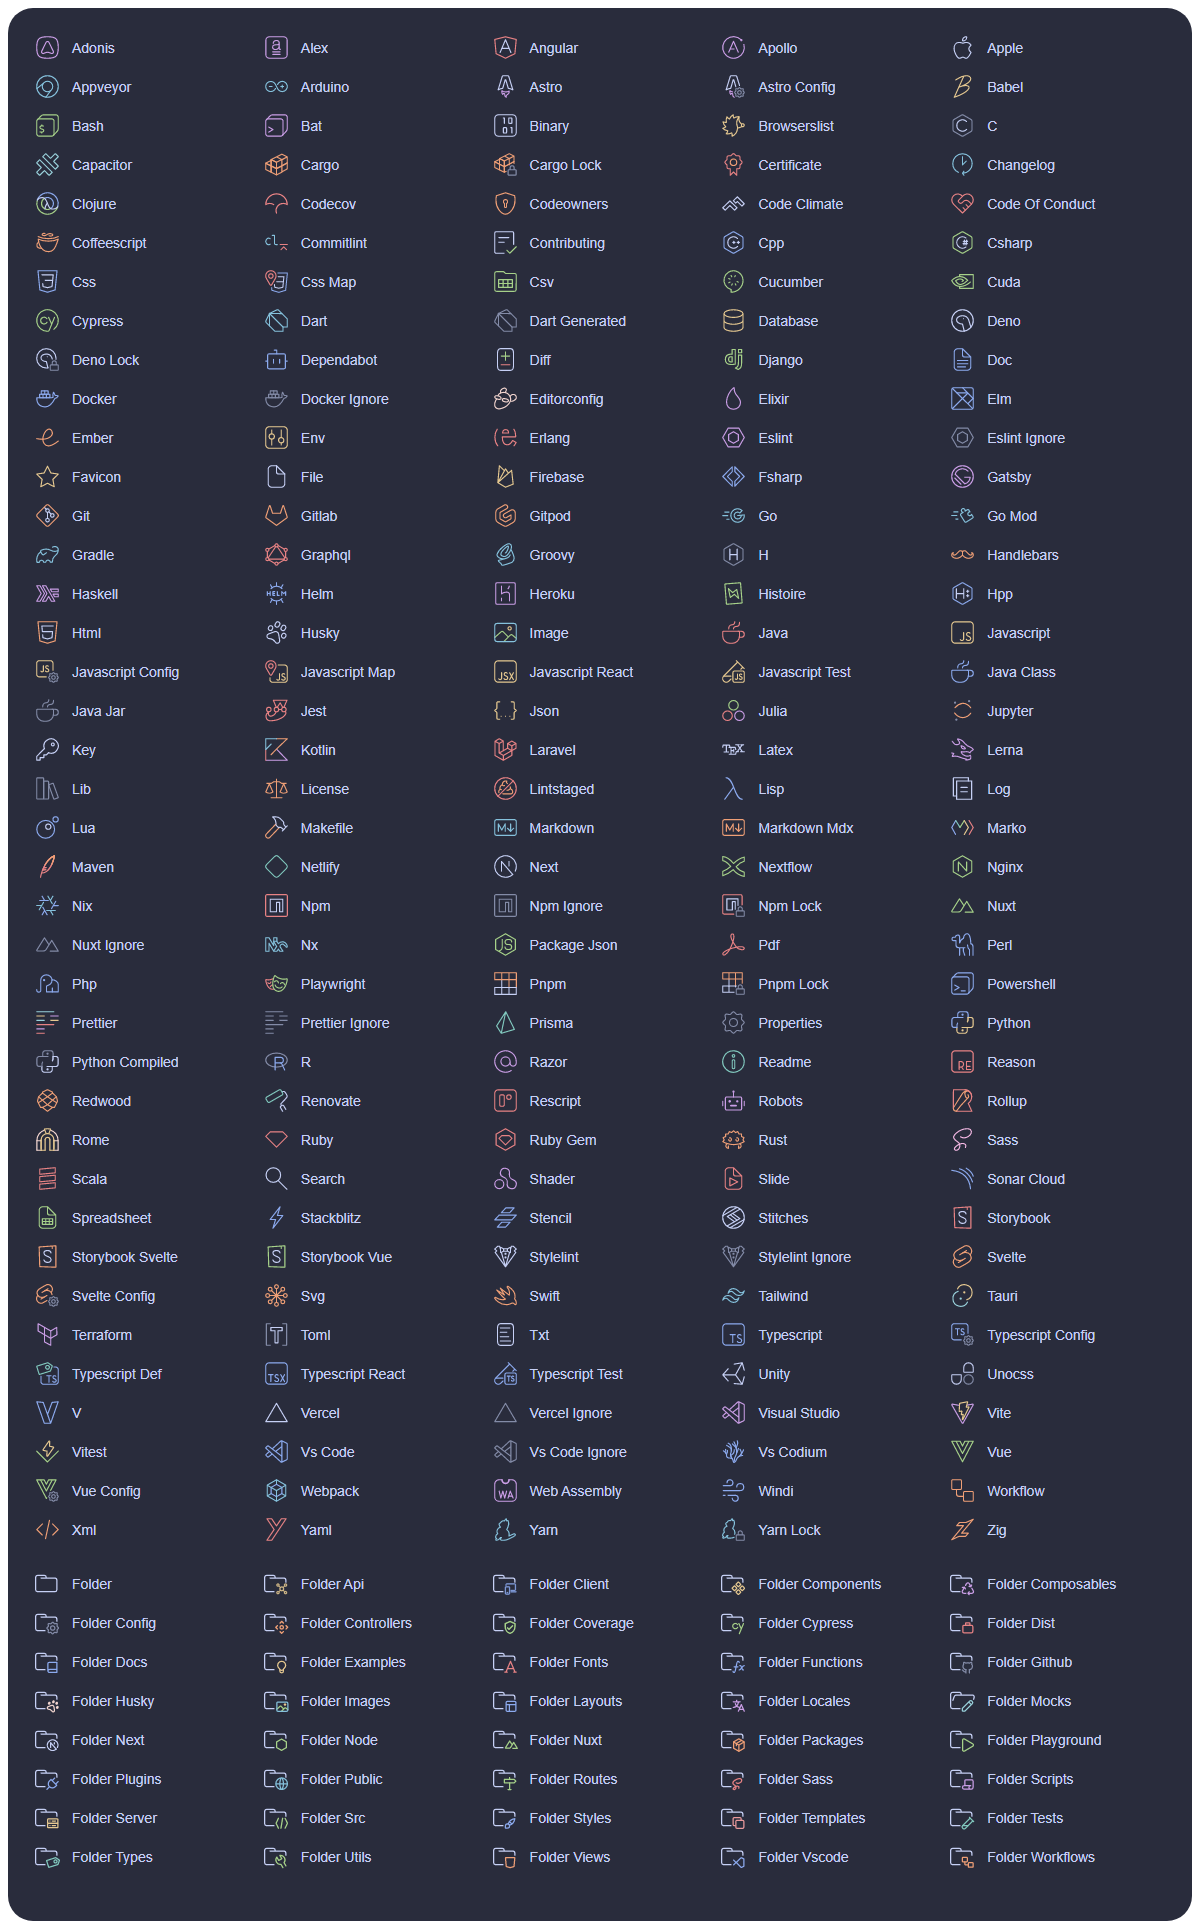 Adonis Alex Angular Apollo Apple
Appveyor Arduino Astro Astro Config Babel
Bash Bat Binary Browserslist C
Capacitor Cargo Cargo Lock Certificate Changelog
Clojure Codecov Codeowners Code Climate Code Of Conduct
Coffeescript Commitlint Contributing Cpp Csharp
Css Css Map Csv Cucumber Cuda
Cypress Dart Dart Generated Database Deno
Deno Lock Dependabot Diff Django Doc
Docker Docker Ignore Editorconfig Elixir Elm
Ember Env Erlang Eslint Eslint Ignore
Favicon File Firebase Fsharp Gatsby
Git Gitlab Gitpod Go Go Mod
Gradle Graphql Groovy H Handlebars
Haskell Helm Heroku Histoire Hpp
Html Husky Image Java Javascript
Javascript Config Javascript Map Javascript React Javascript Test Java Class
Java Jar Jest Json Julia Jupyter
Key Kotlin Laravel Latex Lerna
Lib License Lintstaged Lisp Log
Lua Makefile Markdown Markdown Mdx Marko
Maven Netlify Next Nextflow Nginx
Nix Npm Npm Ignore Npm Lock Nuxt
Nuxt Ignore Nx Package Json Pdf Perl
Php Playwright Pnpm Pnpm Lock Powershell
Prettier Prettier Ignore Prisma Properties Python
Python Compiled R Razor Readme Reason
Redwood Renovate Rescript Robots Rollup
Rome Ruby Ruby Gem Rust Sass
Scala Search Shader Slide Sonar Cloud
Spreadsheet Stackblitz Stencil Stitches Storybook
Storybook Svelte Storybook Vue Stylelint Stylelint Ignore Svelte
Svelte Config Svg Swift Tailwind Tauri
Terraform Toml Txt Typescript Typescript Config
Typescript Def Typescript React Typescript Test Unity Unocss
V Vercel Vercel Ignore Visual Studio Vite
Vitest Vs Code Vs Code Ignore Vs Codium Vue
Vue Config Webpack Web Assembly Windi Workflow
Xml Yaml Yarn Yarn Lock Zig
Folder Folder Api Folder Client Folder Components Folder Composables
Folder Config Folder Controllers Folder Coverage Folder Cypress Folder Dist
Folder Docs Folder Examples Folder Fonts Folder Functions Folder Github
Folder Husky Folder Images Folder Layouts Folder Locales Folder Mocks
Folder Next Folder Node Folder Nuxt Folder Packages Folder Playground
Folder Plugins Folder Public Folder Routes Folder Sass Folder Scripts
Folder Server Folder Src Folder Styles Folder Templates Folder Tests
Folder Types Folder Utils Folder Views Folder Vscode Folder Workflows